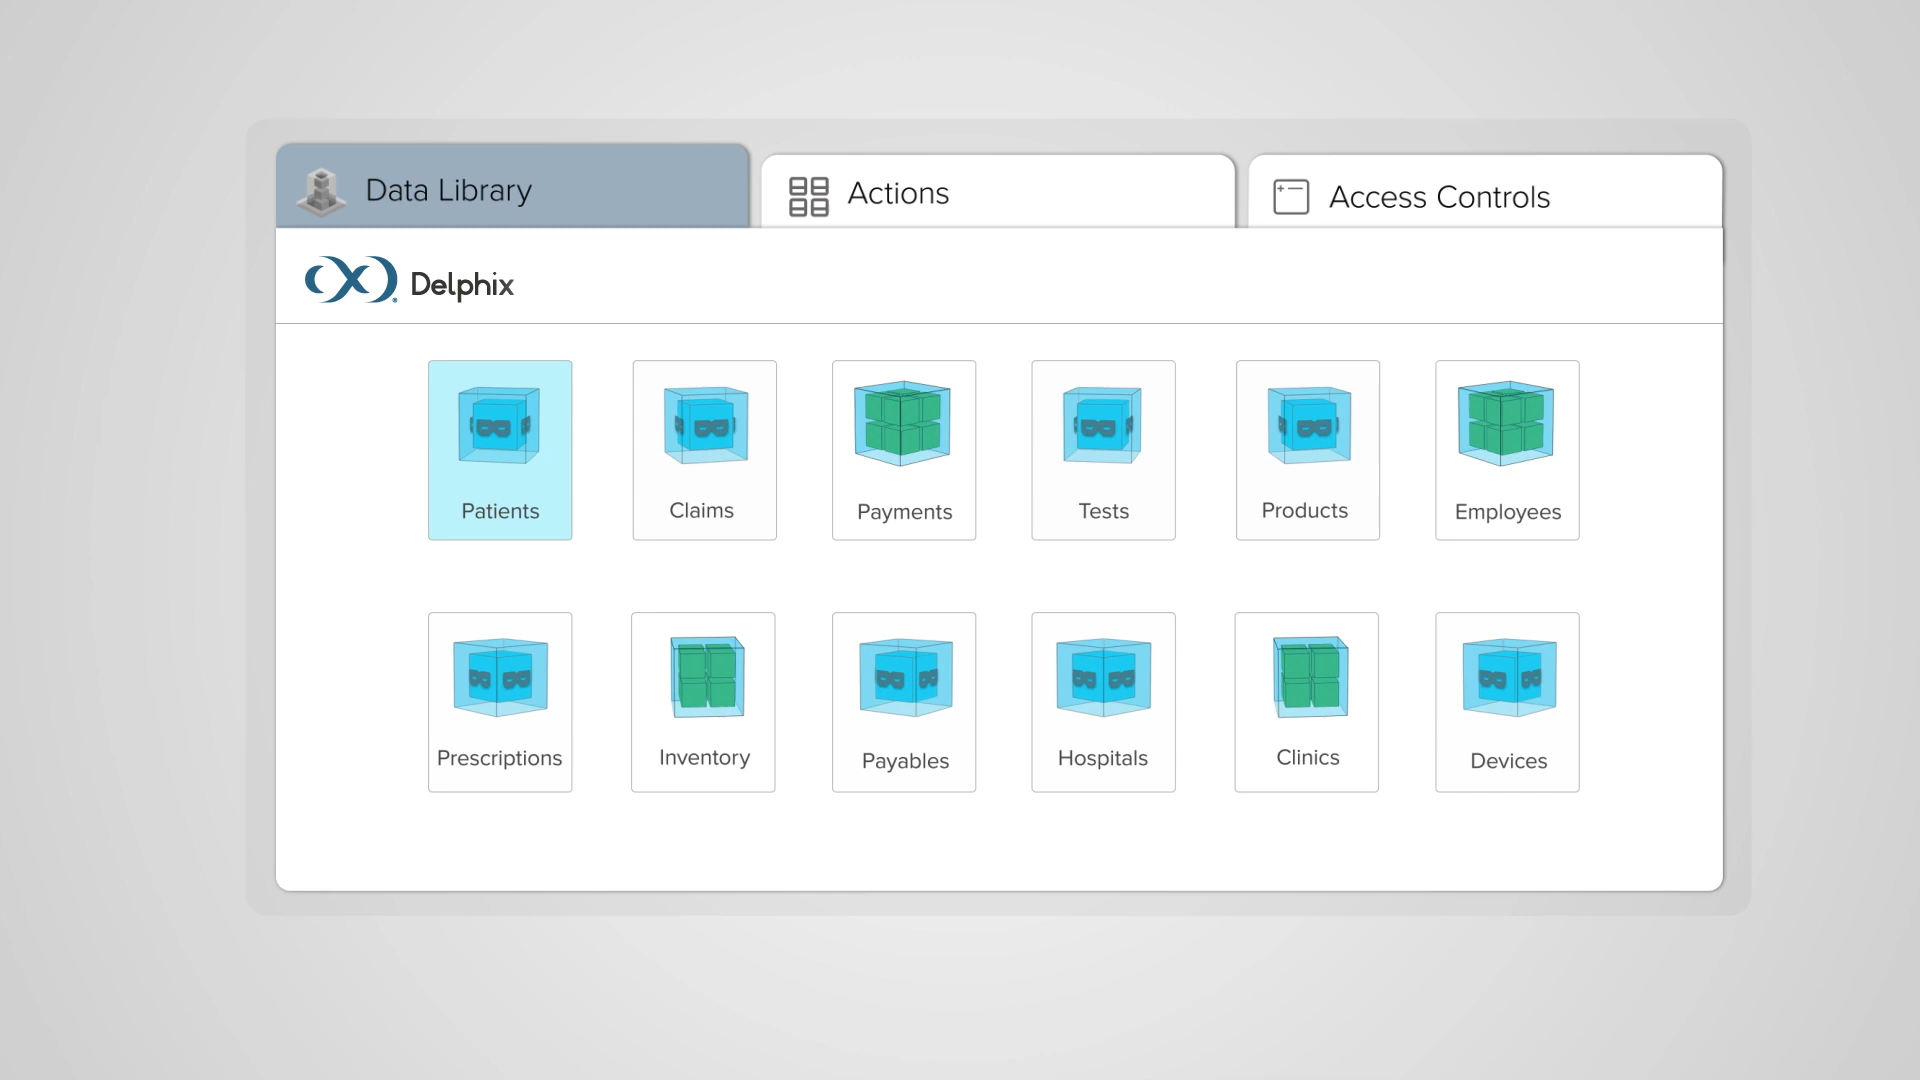 Data Library
Actions
Access Controls
Delphix
Patients
Claims
Payments
Tests
Products
Employees
Prescriptions
Inventory
Payables
Hospitals
Clinics
Devices